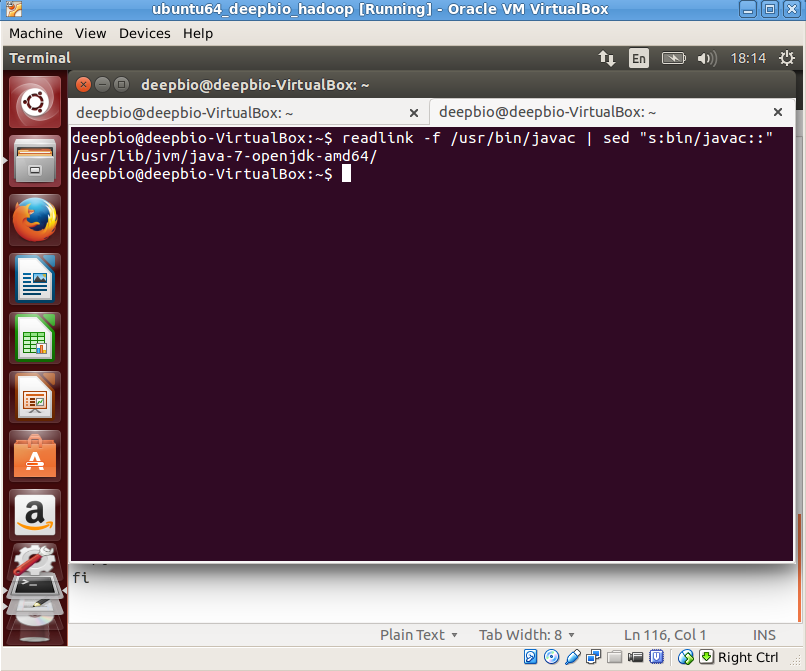 ubuntu64_deepbio_hadoop [Running] - Oracle VM VirtualBox
Machine View Devices Help
Terminal En 18:14
deepbio@deepbio-VirtualBox: ~
deepbio@deepbio-VirtualBox: ~ × deepbio@deepbio-VirtualBox: ~ ×
deepbio@deepbio-VirtualBox:~$ readlink -f /usr/bin/javac | sed "s:bin/javac::"
/usr/lib/jvm/java-7-openjdk-amd64/
deepbio@deepbio-VirtualBox:~$
fi
Plain Text Tab Width: 8 Ln 116, Col 1 INS
Right Ctrl